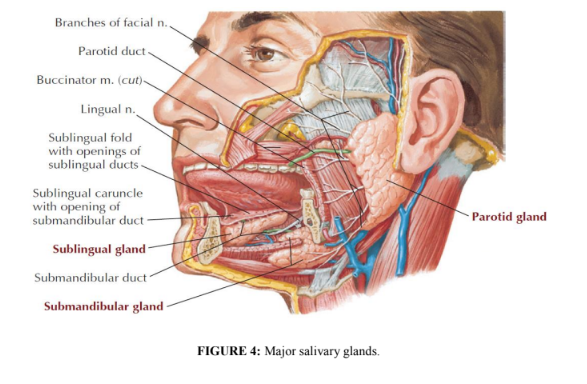 Branches of facial n.
Parotid duct
Buccinator m. (cut)
Lingual n.
Sublingual fold
with openings of
sublingual ducts
Sublingual caruncle
with opening of
submandibular duct
Parotid gland
Sublingual gland
Submandibular duct
Submandibular gland
FIGURE 4: Major salivary glands.